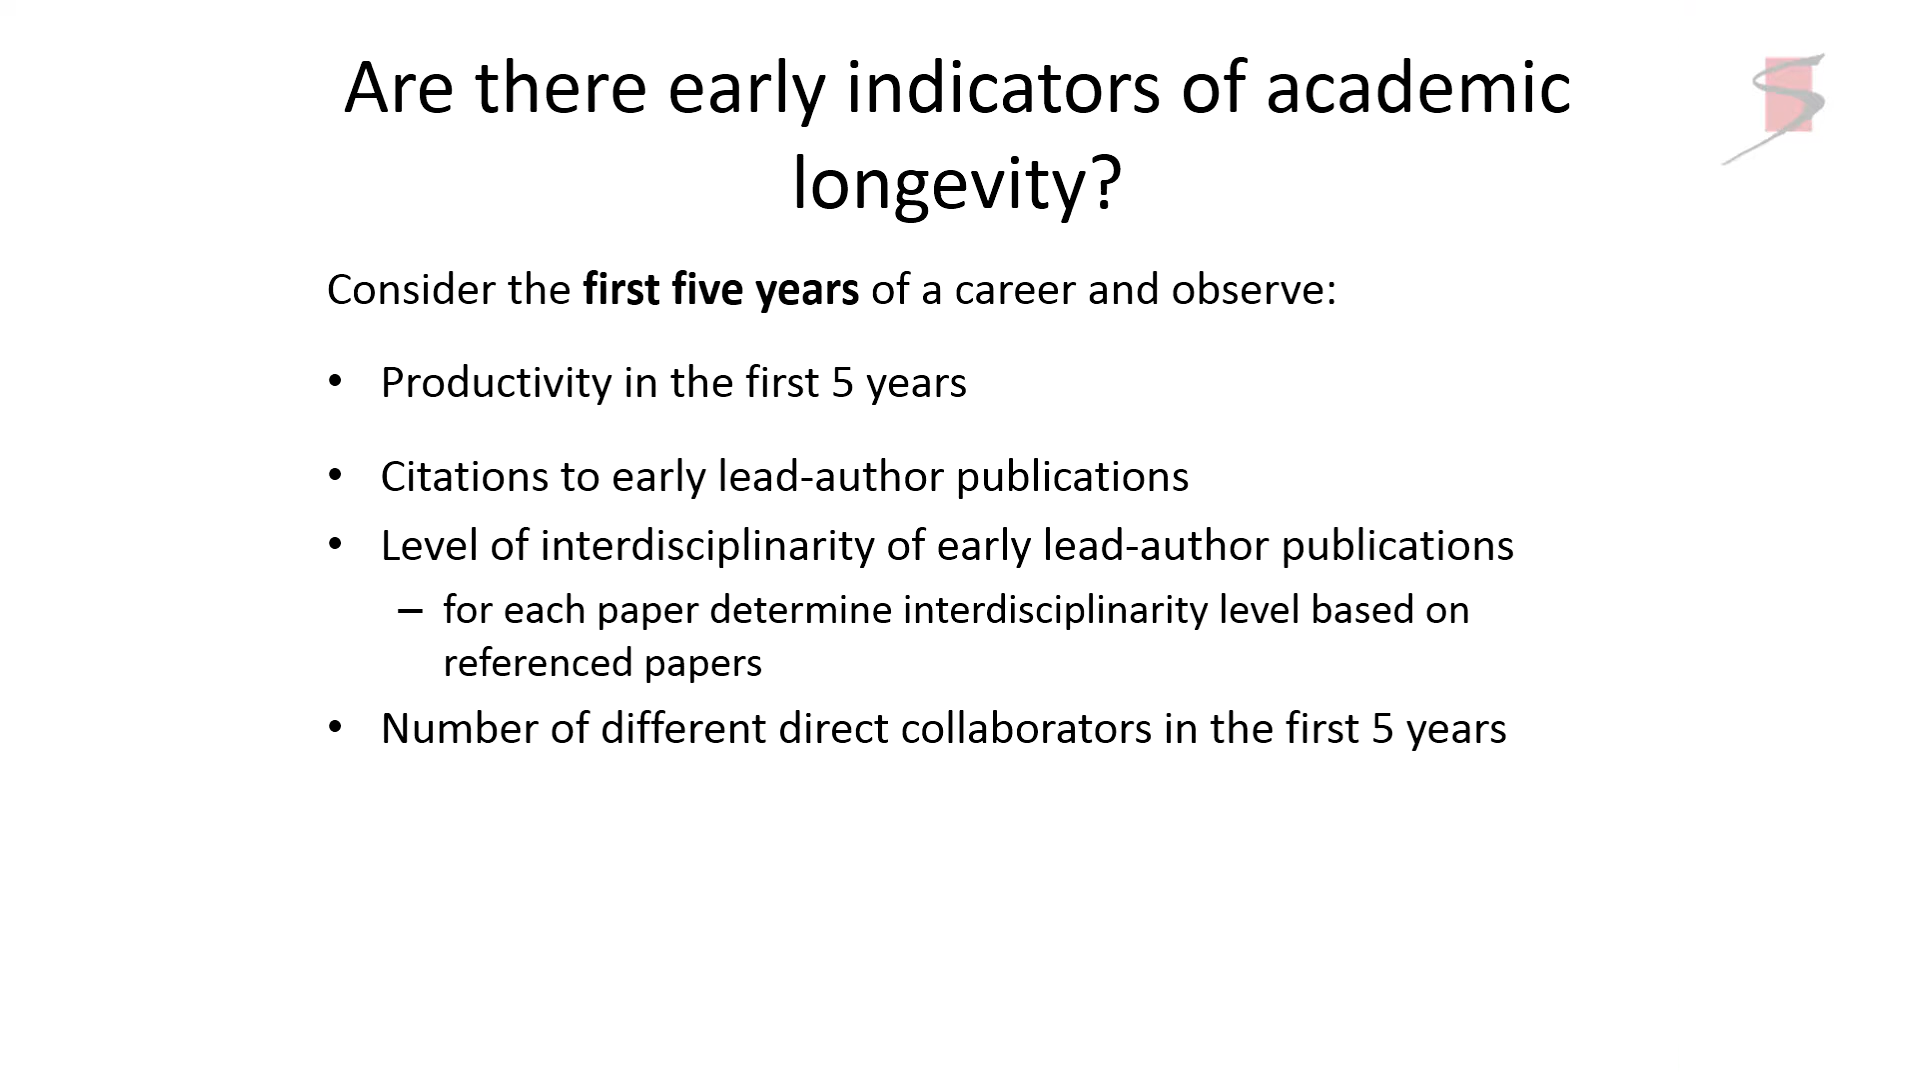 Are there early indicators of academic
longevity?
Consider the first five years of a career and observe:
• Productivity in the first 5 years
• Citations to early lead-author publications
• Level of interdisciplinarity of early lead-author publications
– for each paper determine interdisciplinarity level based on
referenced papers
• Number of different direct collaborators in the first 5 years